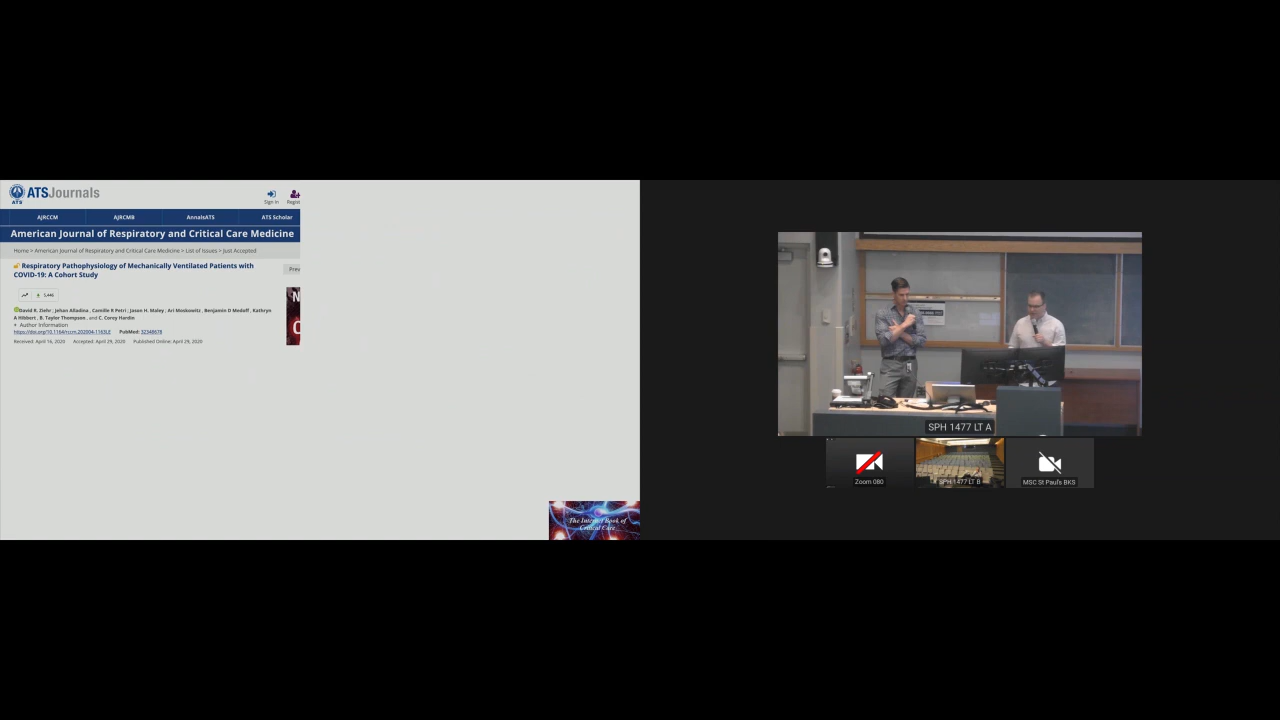 ATSJournals
ATS
Sign In
Regist
AJRCCM
AJRCMB
AnnalsATS
ATS Scholar
American Journal of Respiratory and Critical Care Medicine
Home > American Journal of Respiratory and Critical Care Medicine > List of Issues > Just Accepted
Respiratory Pathophysiology of Mechanically Ventilated Patients with
COVID-19: A Cohort Study
Prev
5,446
David R. Ziehr , Jehan Alladina , Camille R Petri , Jason H. Maley , Ari Moskowitz , Benjamin D Medoff , Kathryn
A Hibbert , B. Taylor Thompson , and C. Corey Hardin
+ Author Information
https://doi.org/10.1164/rccm.202004-1163LE PubMed: 32348678
Received: April 16, 2020 Accepted: April 29, 2020 Published Online: April 29, 2020
The Internet Book of
Critical Care
SPH 1477 LT A
Zoom 080
SPH 1477 LT B
MSC St Paul's BKS